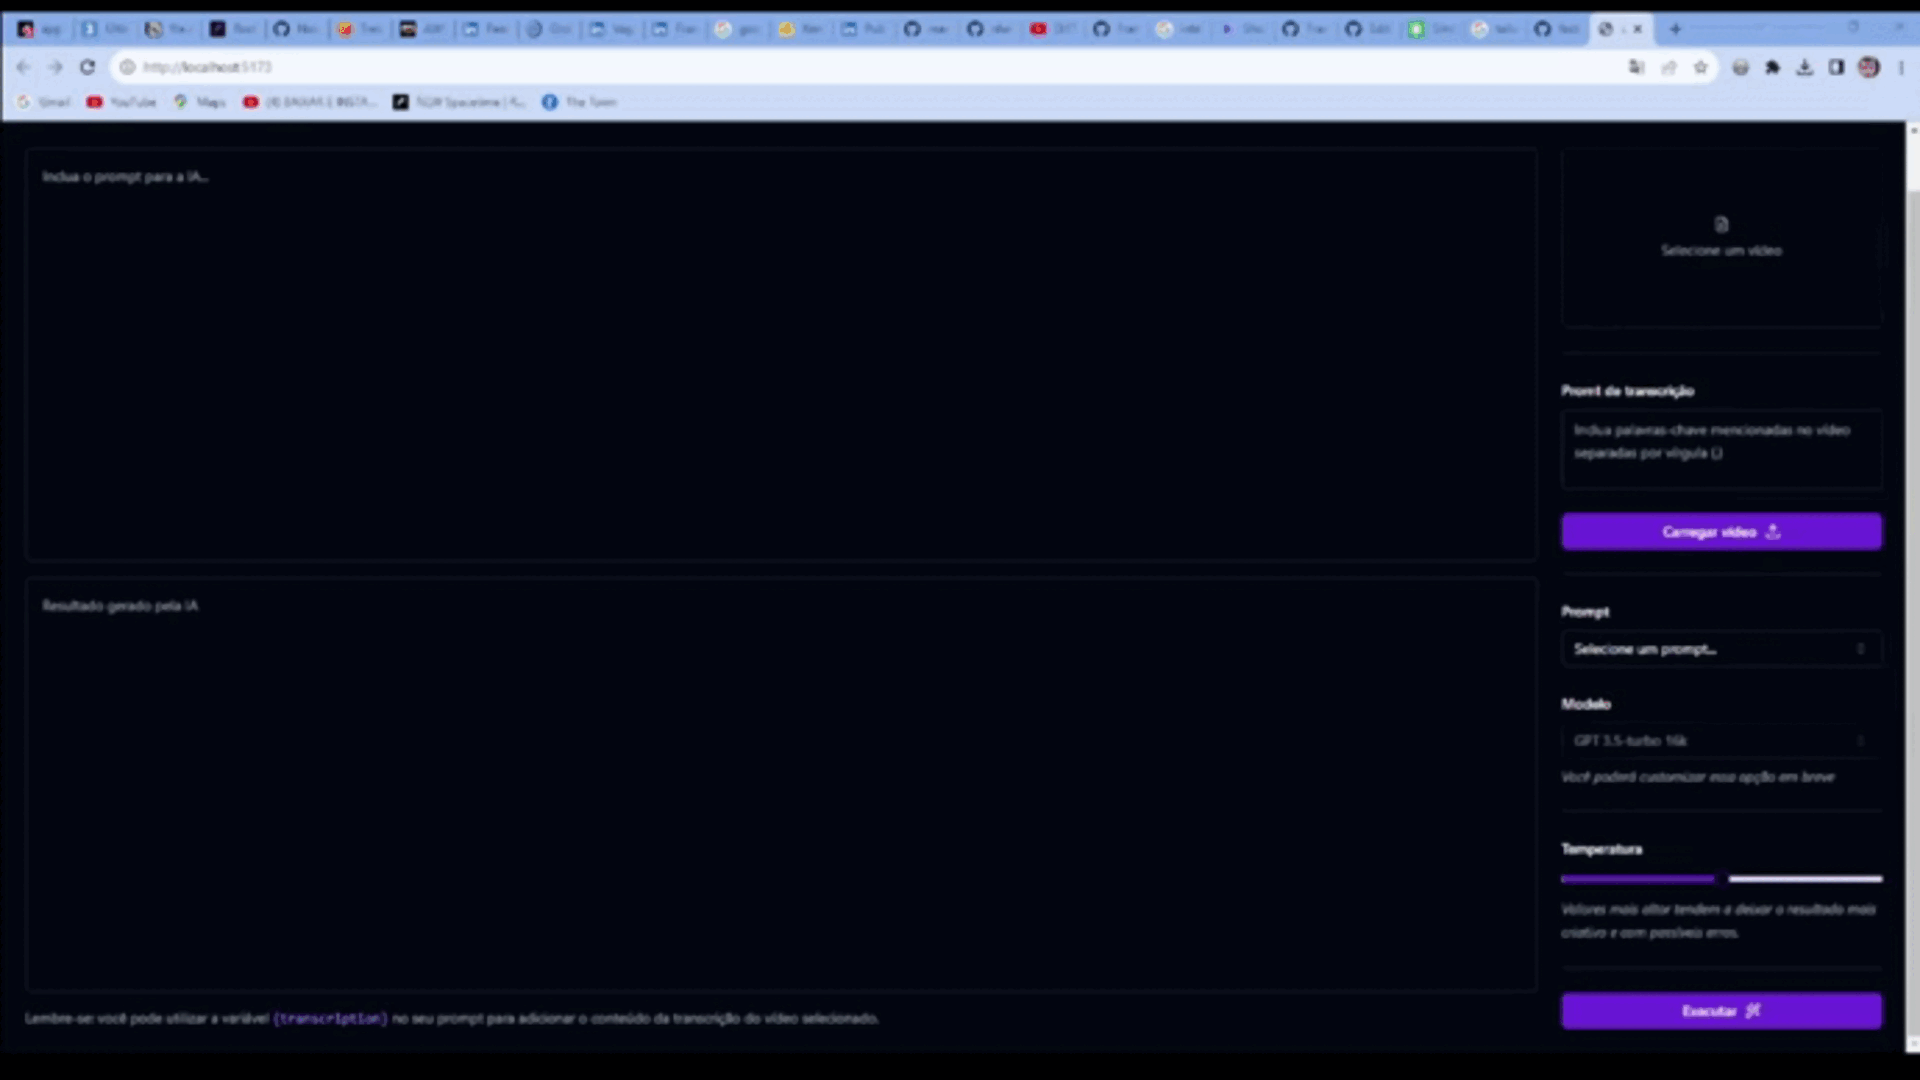 http://localhost:5173
Gmail
YouTube
Maps
The Town
Inclua o prompt para a IA...
Selecione um vídeo
Promt de transcrição
Inclua palavras-chave mencionadas no vídeo
separadas por vírgula (,)
Carregar vídeo
Resultado gerado pela IA
Prompt
Selecione um prompt...
Modelo
GPT 3.5-turbo 16k
Você poderá customizar essa opção em breve
Temperatura
Valores mais altor tendem a deixar o resultado mais
criativo e com possíveis erros.
Executar
Lembre-se: você pode utilizar a variável {transcription} no seu prompt para adicionar o conteúdo da transcrição do vídeo selecionado.